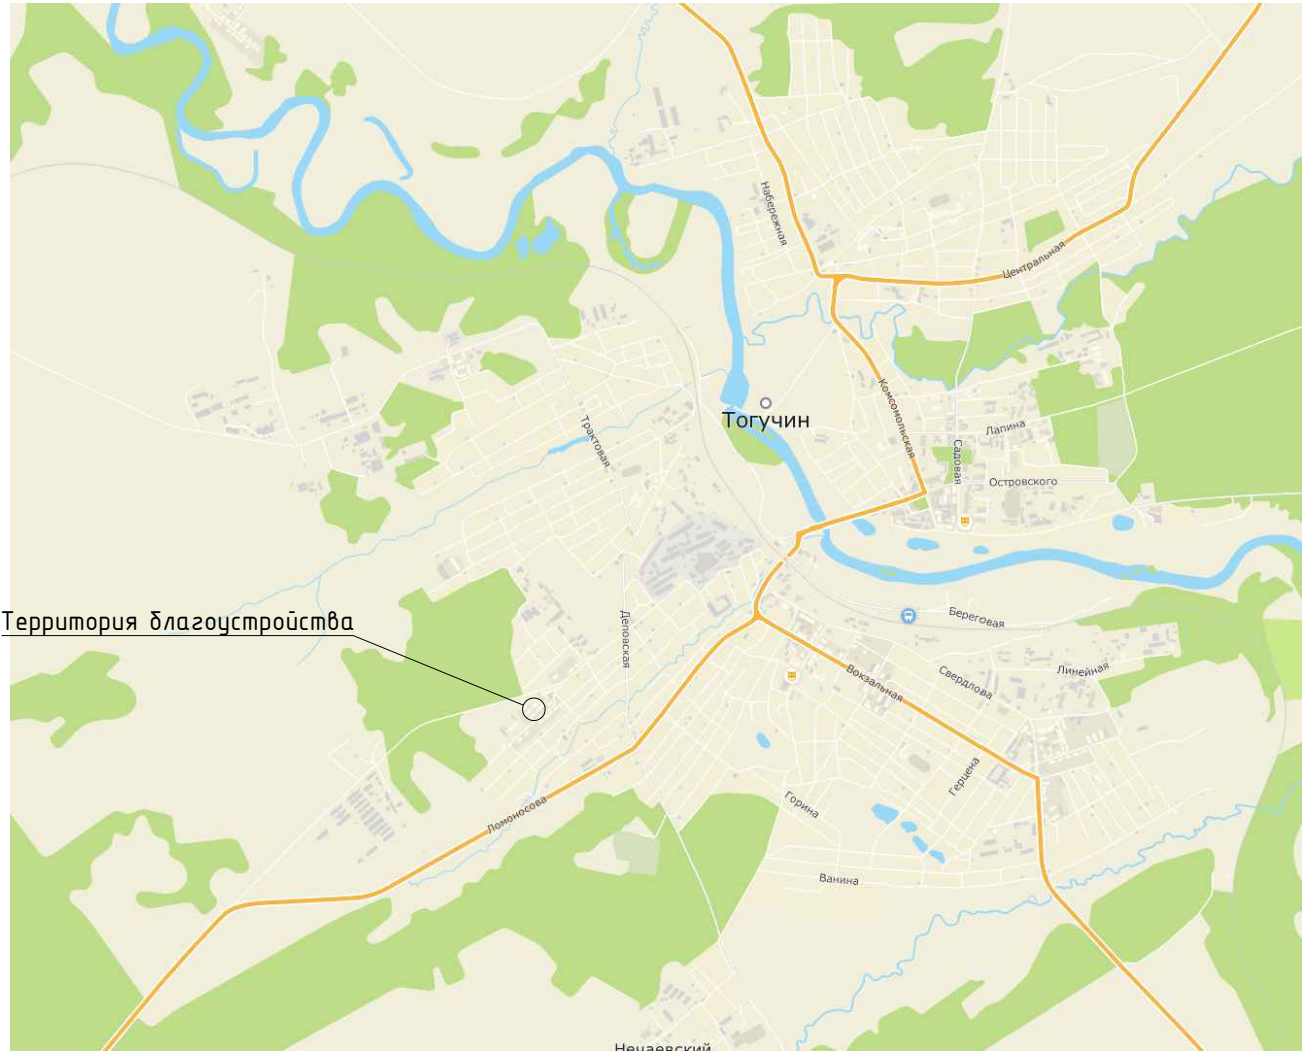 Набережная
Центральная
Комсомольская
Тогучин
Трактовая
Лапина
Садовая
Островского
Территория благоустройства
Деповская
Береговая
Вокзальная
Свердлова
Линейная
Герцена
Горина
Ломоносова
Ванина
Нечаевский